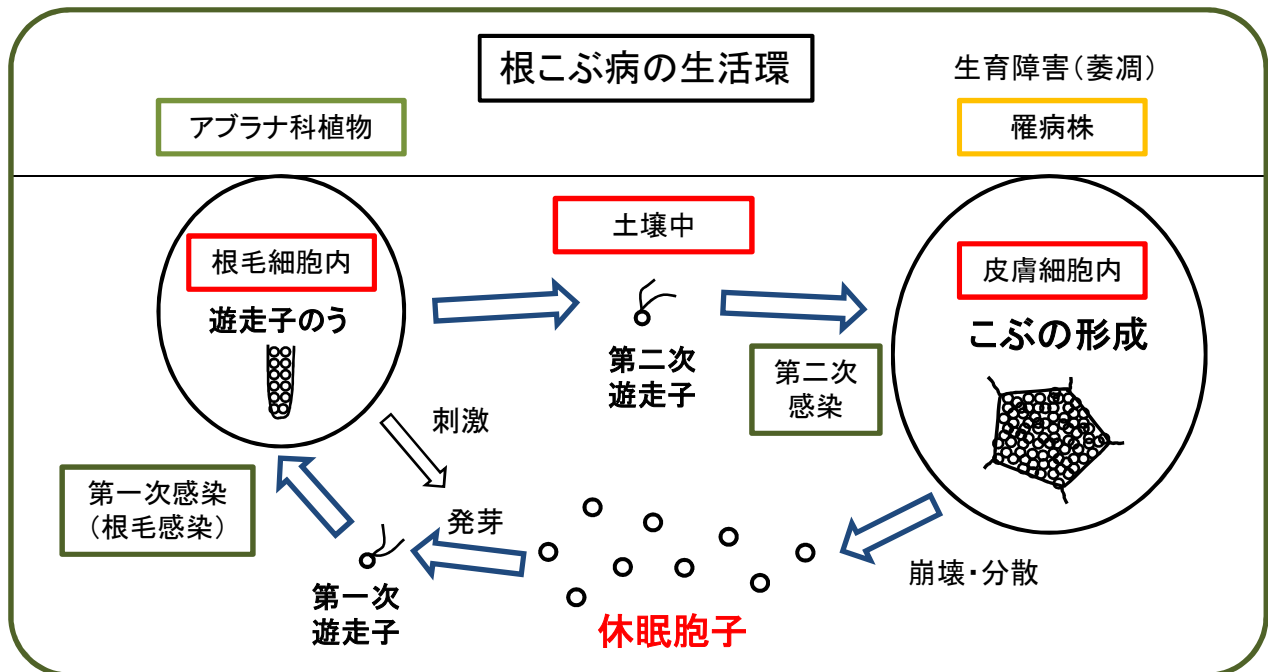 根こぶ病の生活環
生育障害（萎凋）
アブラナ科植物
罹病株
土壌中
根毛細胞内
皮膚細胞内
遊走子のう
こぶの形成
第二次
遊走子
第二次
感染
刺激
第一次感染
（根毛感染）
発芽
崩壊・分散
第一次
遊走子
休眠胞子